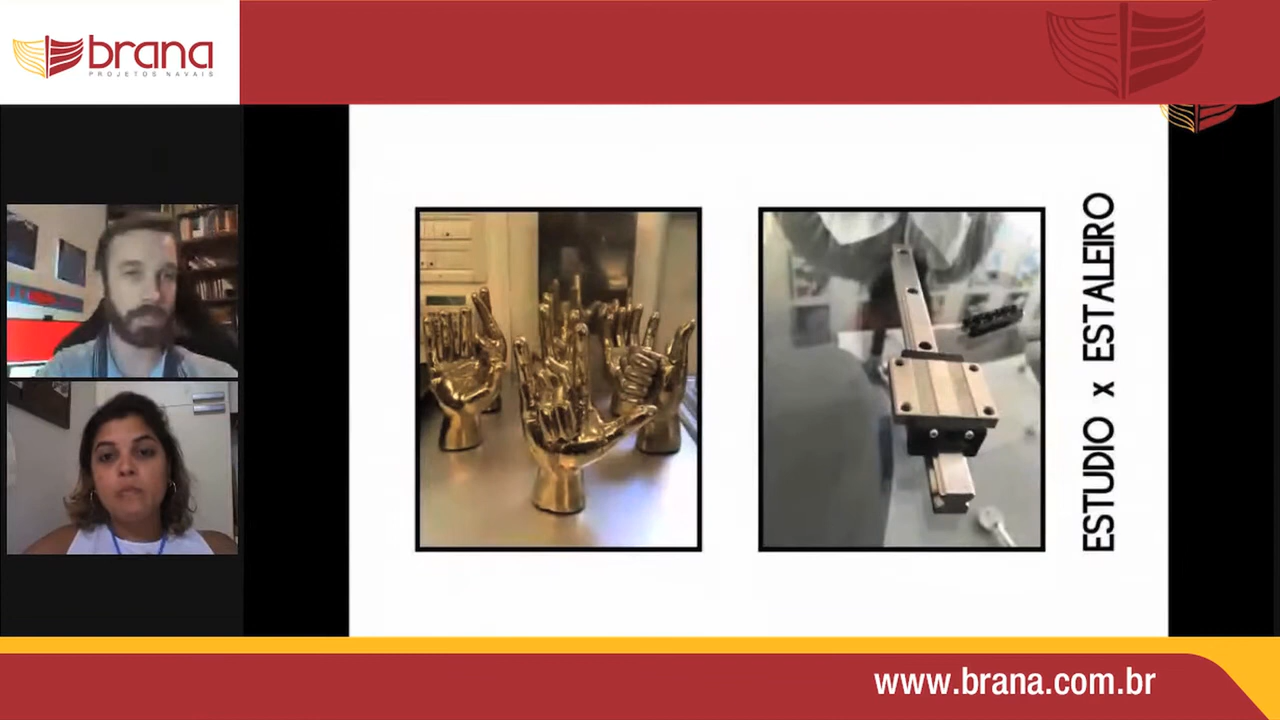 brana
PROJETOS NAVAIS
ESTUDIO x ESTALEIRO
www.brana.com.br